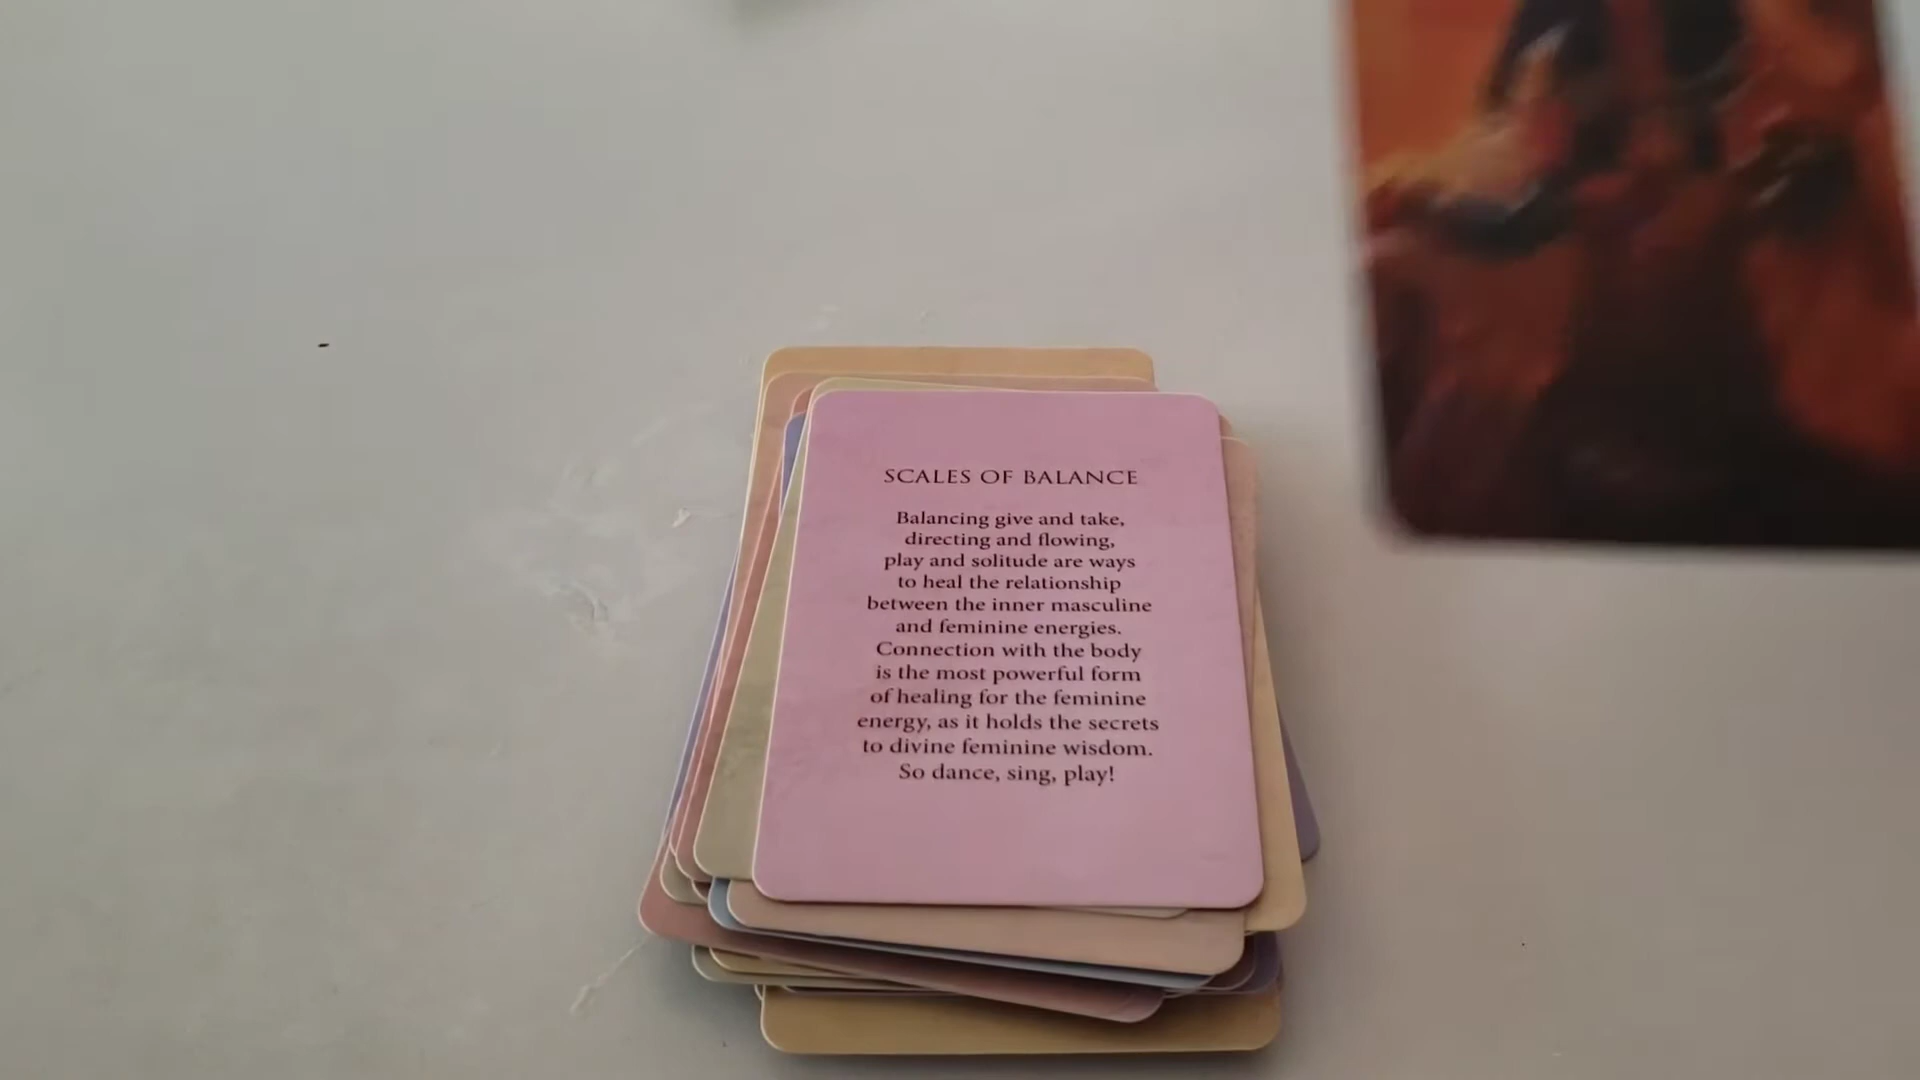 SCALES OF BALANCE
Balancing give and take,
directing and flowing,
play and solitude are ways
to heal the relationship
between the inner masculine
and feminine energies.
Connection with the body
is the most powerful form
of healing for the feminine
energy, as it holds the secrets
to divine feminine wisdom.
So dance, sing, play!